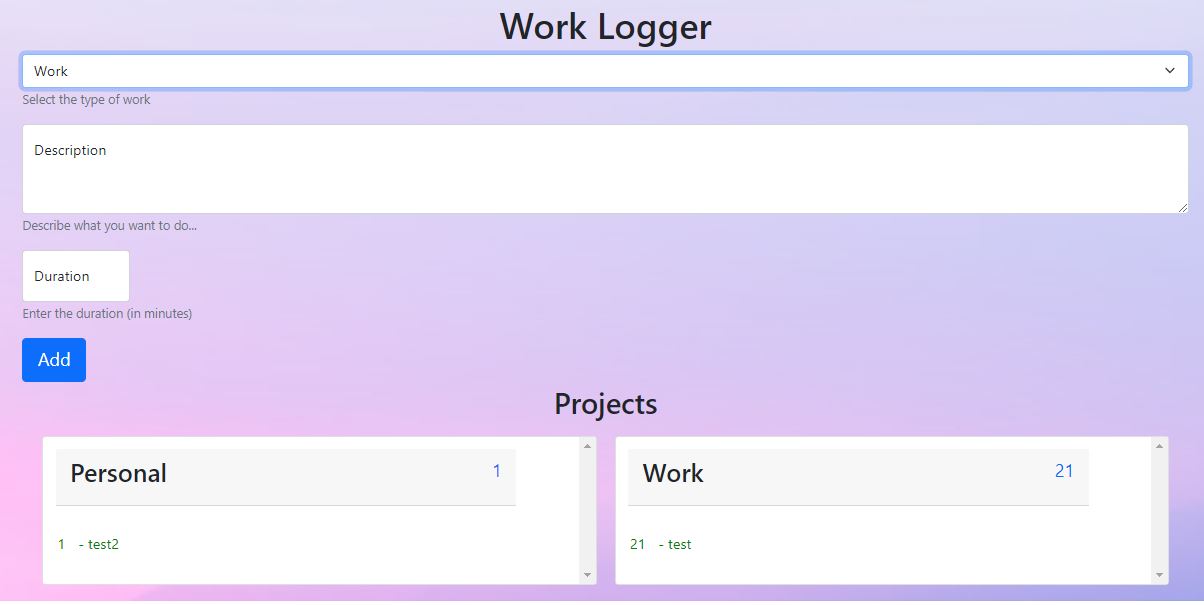 Work Logger
Work
Select the type of work
Description
Describe what you want to do...
Duration
Enter the duration (in minutes)
Add
Projects
Personal 1
1 - test2
Work 21
21 - test